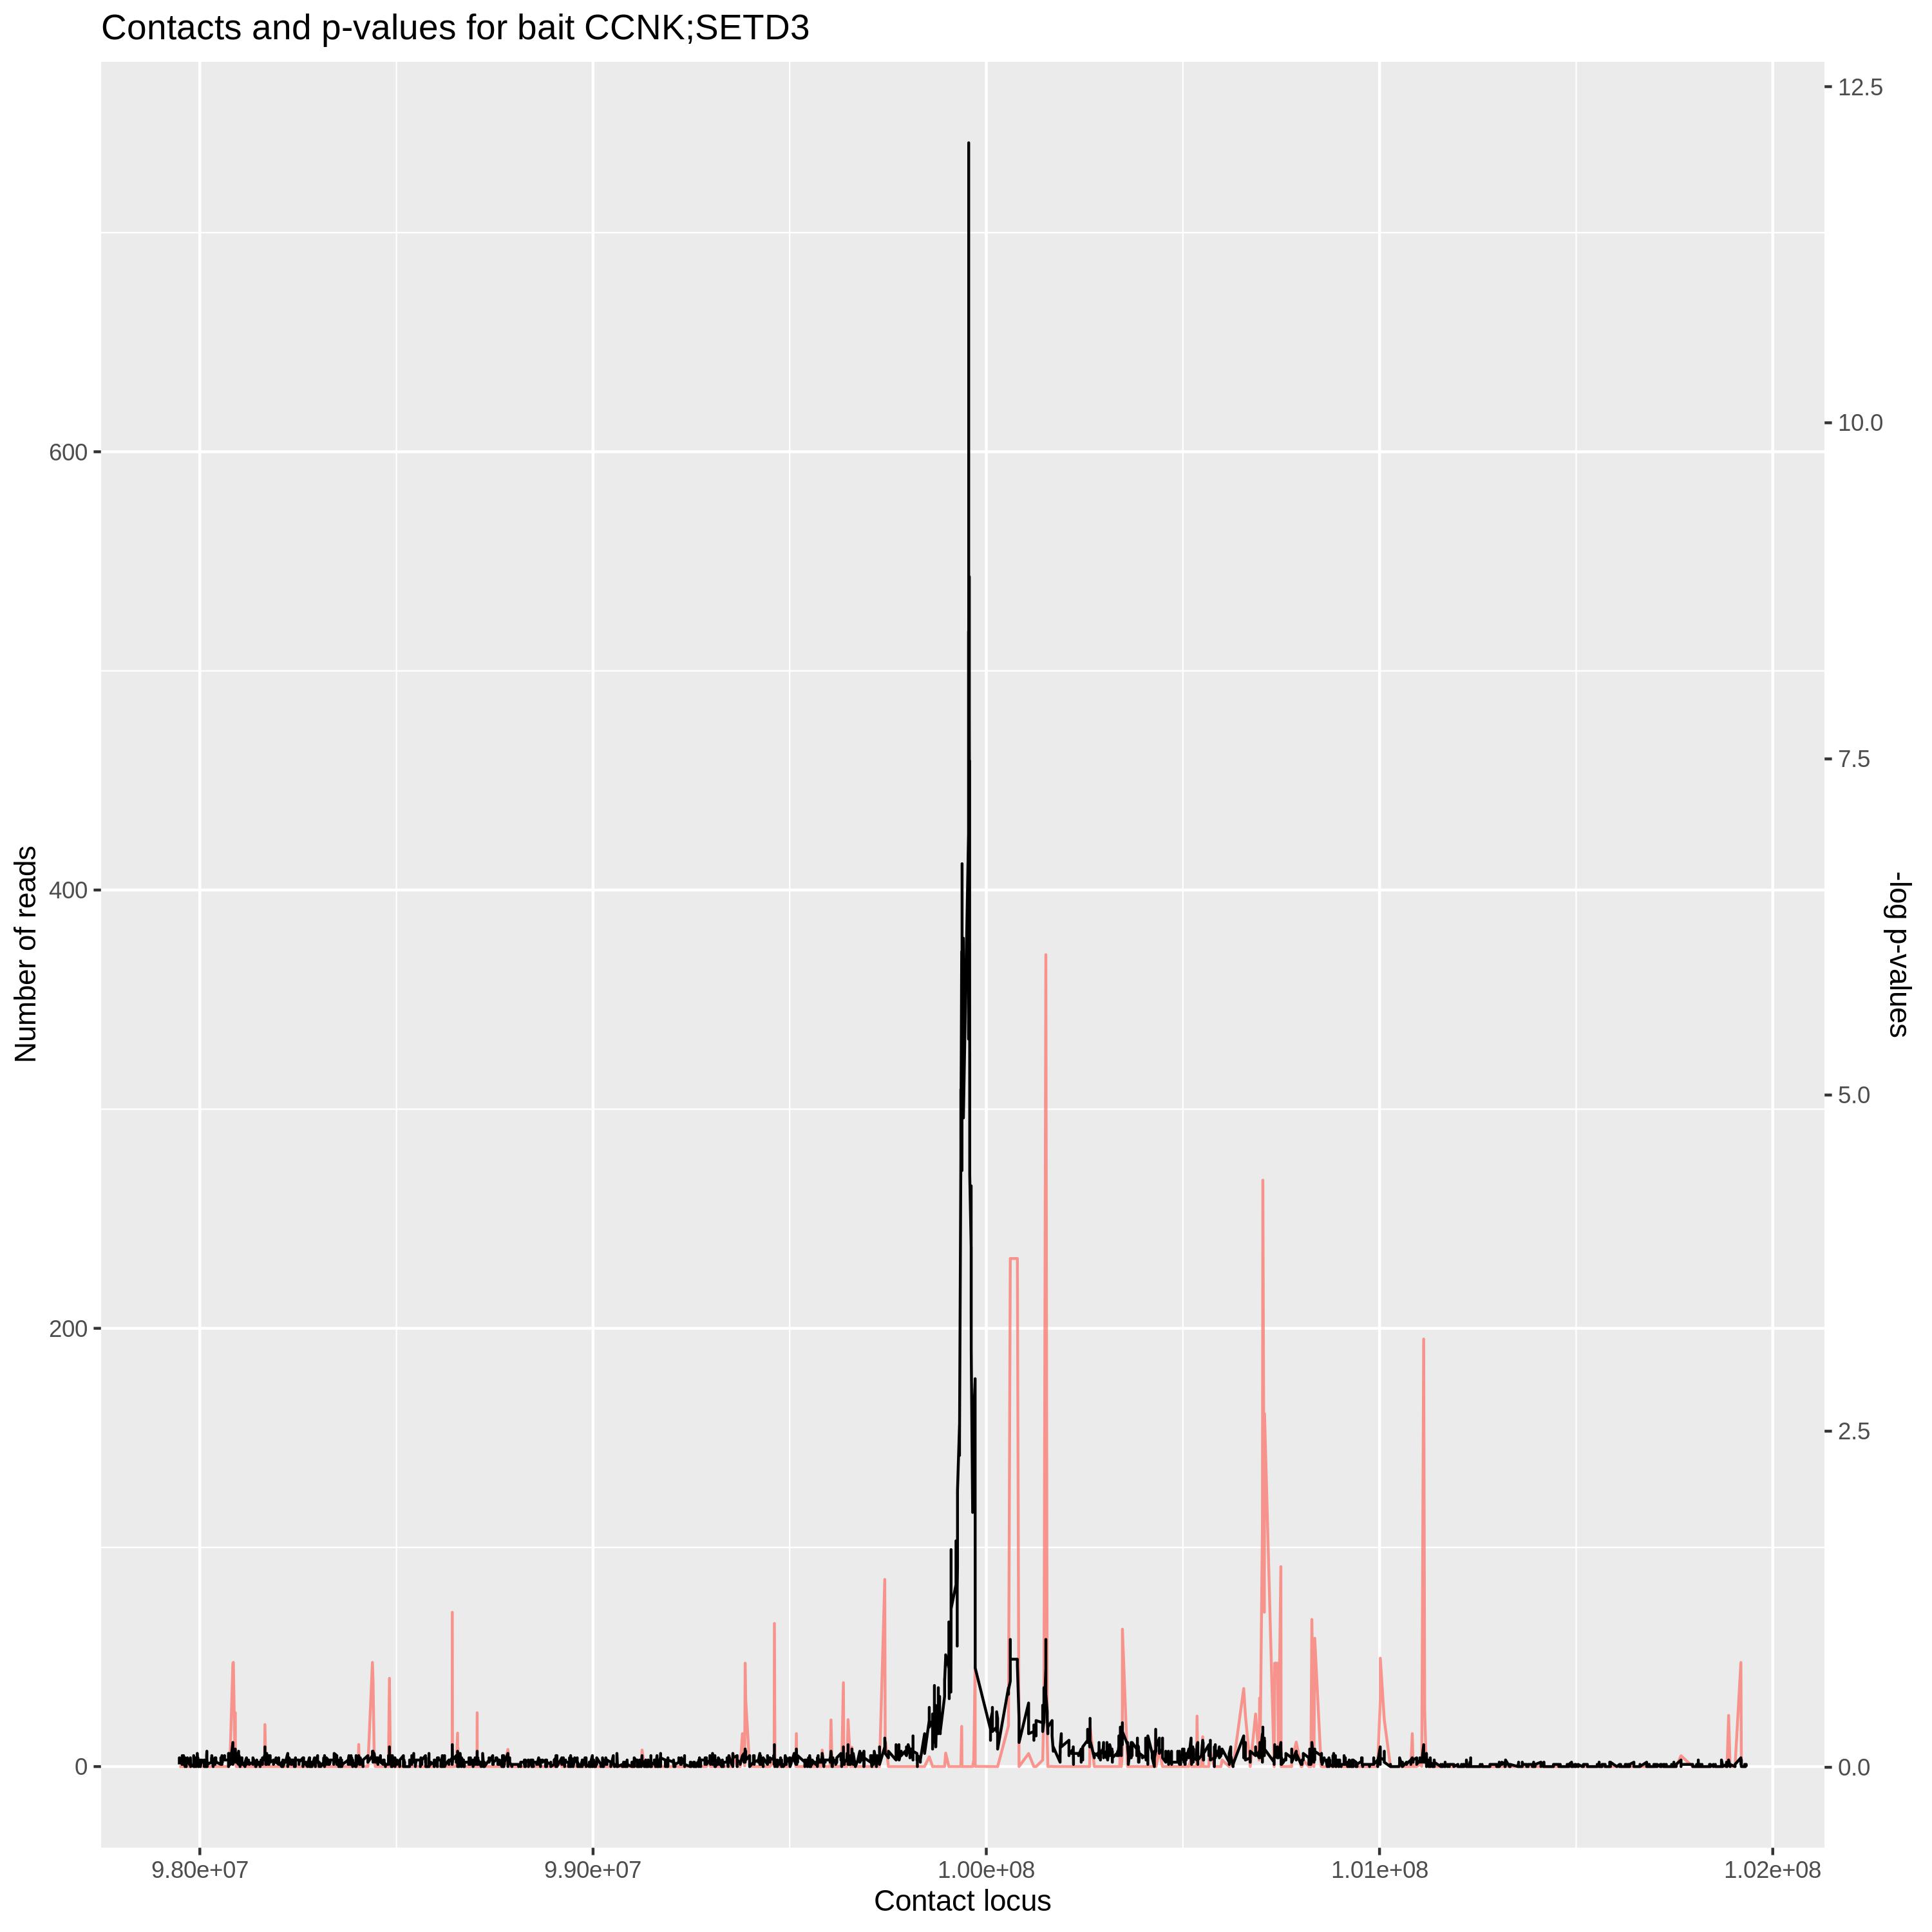 Contacts and p-values for bait CCNK;SETD3
12.5
10.0
600
7.5
400
Number of reads
-log p-values
5.0
200
2.5
0
0.0
9.80e+07
9.90e+07
1.00e+08
1.01e+08
1.02e+08
Contact locus